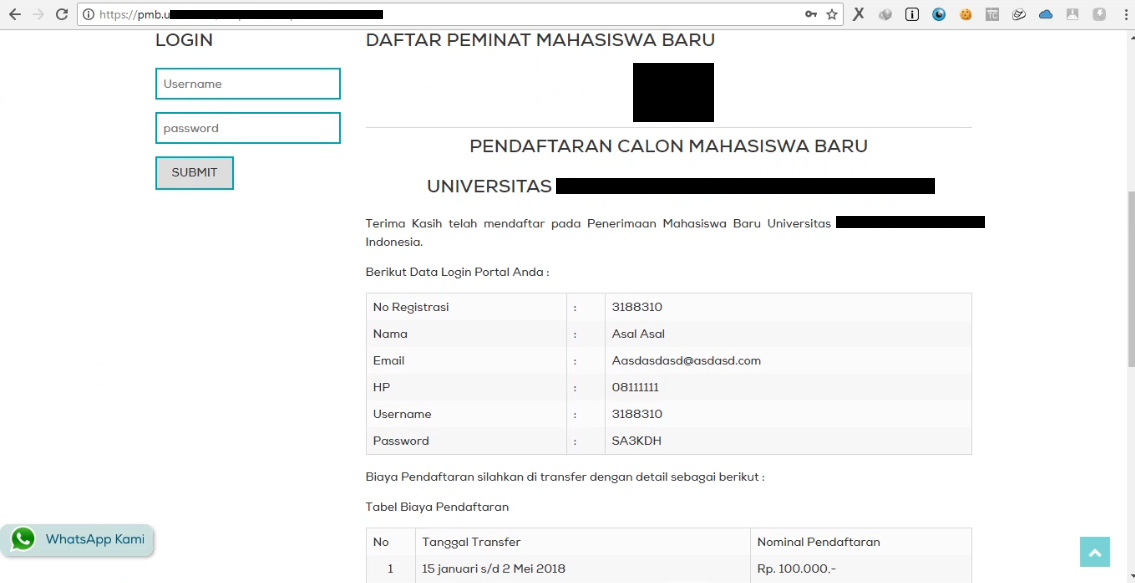 https://pmb.u
LOGIN
Username
password
SUBMIT
DAFTAR PEMINAT MAHASISWA BARU
PENDAFTARAN CALON MAHASISWA BARU
UNIVERSITAS
Terima Kasih telah mendaftar pada Penerimaan Mahasiswa Baru Universitas
Indonesia.
Berikut Data Login Portal Anda :
No Registrasi : 3188310
Nama : Asal Asal
Email : Aasdasdasd@asdasd.com
HP : 08111111
Username : 3188310
Password : SA3KDH
Biaya Pendaftaran silahkan di transfer dengan detail sebagai berikut :
Tabel Biaya Pendaftaran
No Tanggal Transfer Nominal Pendaftaran
1 15 januari s/d 2 Mei 2018 Rp. 100.000,-
WhatsApp Kami